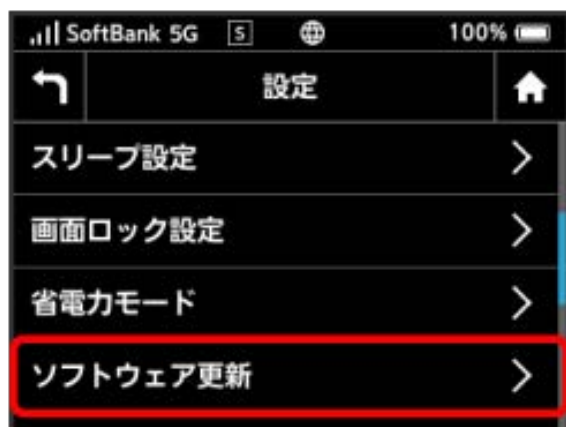 SoftBank 5G S 100%
設定
スリープ設定
画面ロック設定
省電力モード
ソフトウェア更新